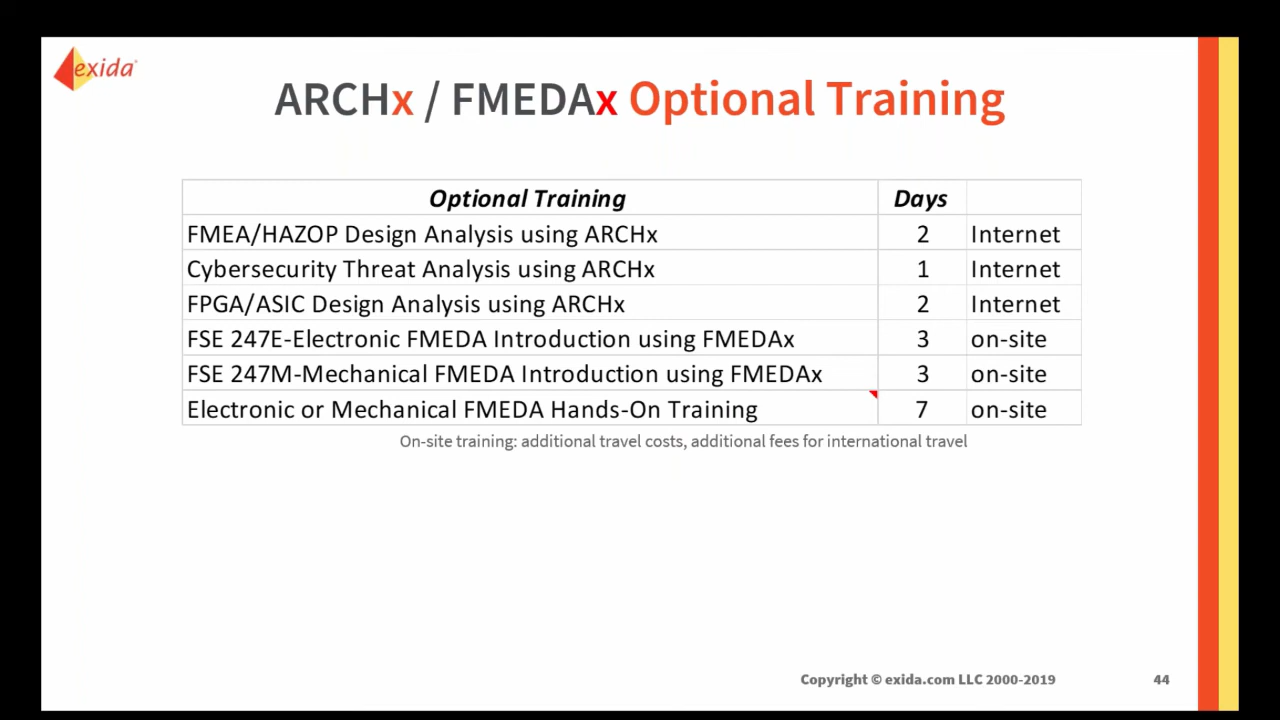 exida
ARCHx / FMEDAx Optional Training
Optional Training Days
FMEA/HAZOP Design Analysis using ARCHx 2 Internet
Cybersecurity Threat Analysis using ARCHx 1 Internet
FPGA/ASIC Design Analysis using ARCHx 2 Internet
FSE 247E-Electronic FMEDA Introduction using FMEDAx 3 on-site
FSE 247M-Mechanical FMEDA Introduction using FMEDAx 3 on-site
Electronic or Mechanical FMEDA Hands-On Training 7 on-site
On-site training: additional travel costs, additional fees for international travel
Copyright © exida.com LLC 2000-2019 44